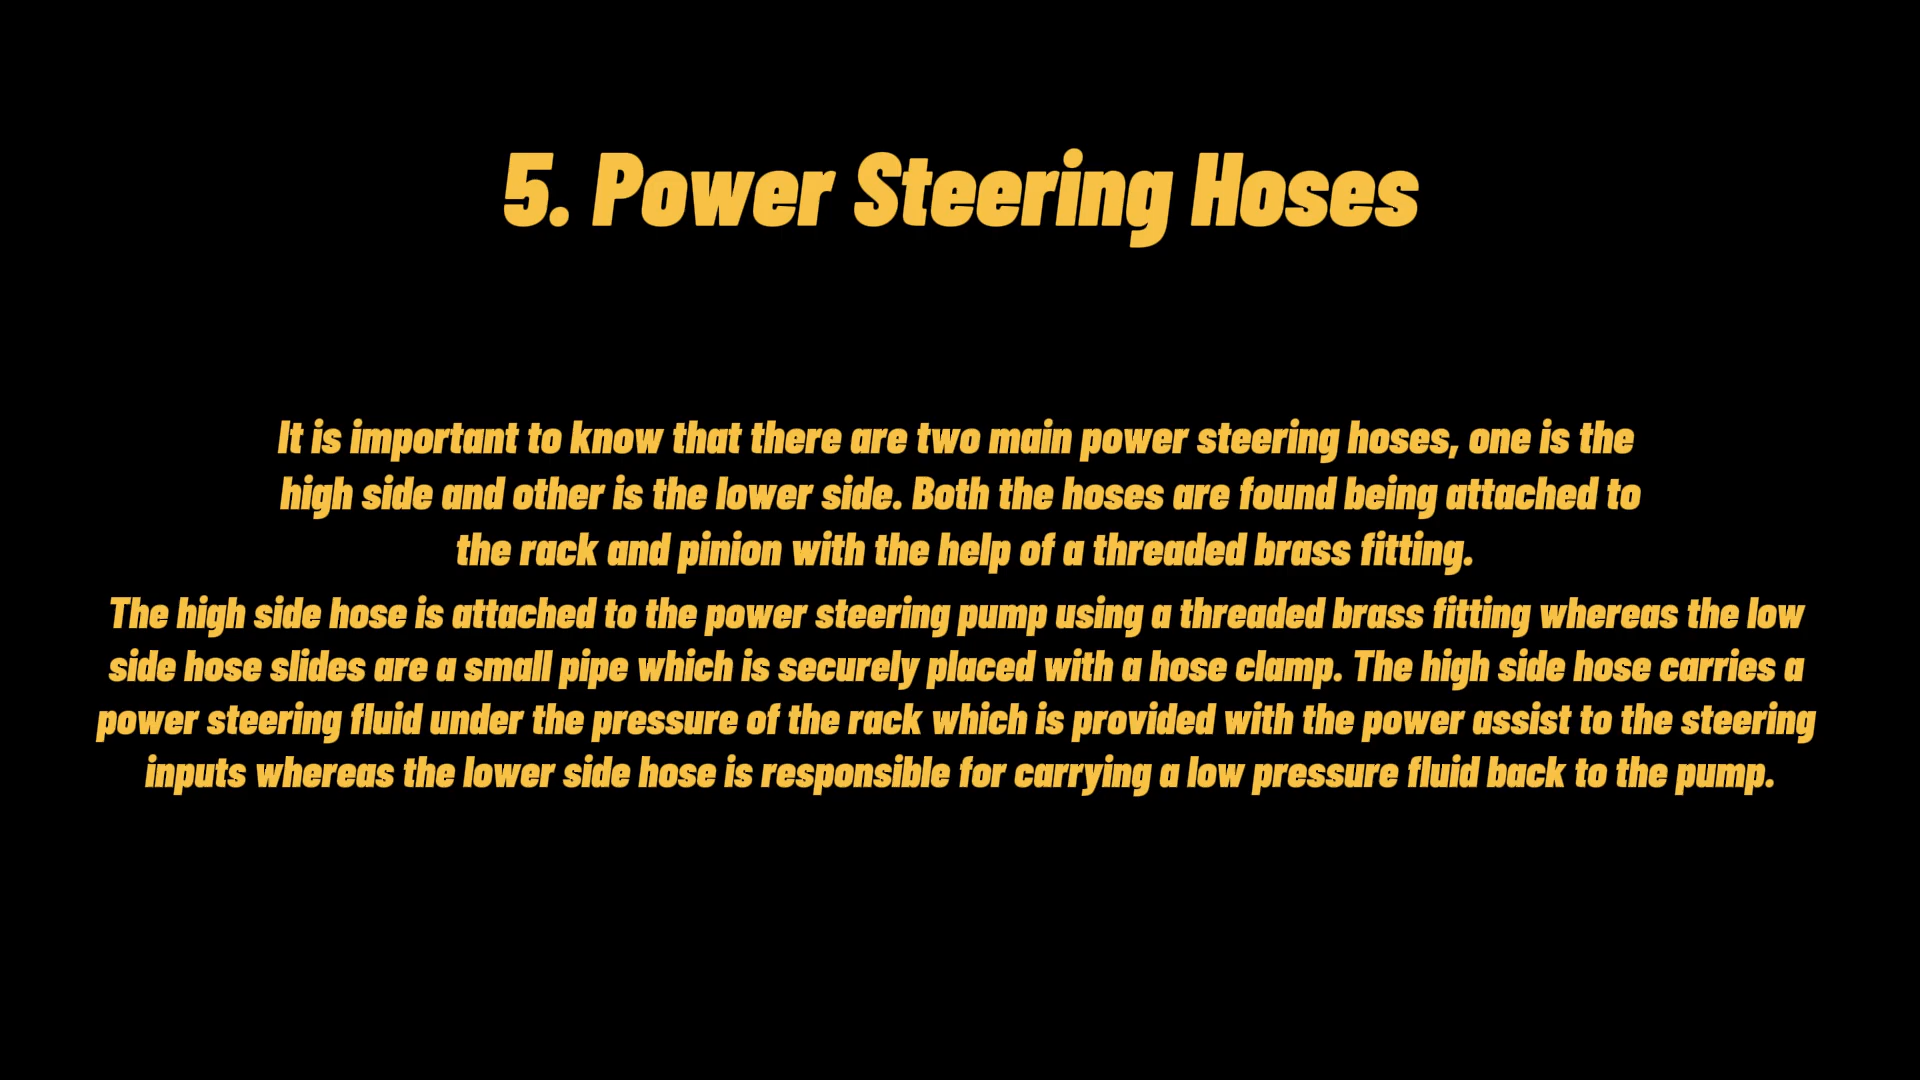 5. Power Steering Hoses
It is important to know that there are two main power steering hoses, one is the
high side and other is the lower side. Both the hoses are found being attached to
the rack and pinion with the help of a threaded brass fitting.
The high side hose is attached to the power steering pump using a threaded brass fitting whereas the low
side hose slides are a small pipe which is securely placed with a hose clamp. The high side hose carries a
power steering fluid under the pressure of the rack which is provided with the power assist to the steering
inputs whereas the lower side hose is responsible for carrying a low pressure fluid back to the pump.